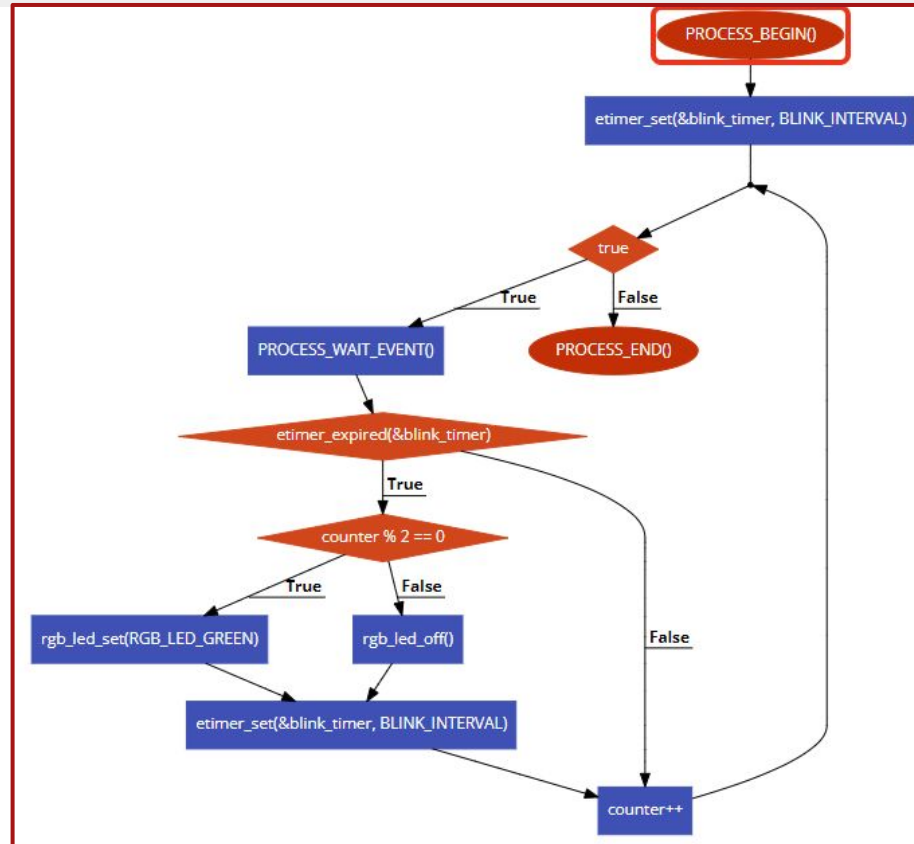 PROCESS_BEGIN()
etimer_set(&blink_timer, BLINK_INTERVAL)
true
True
False
PROCESS_WAIT_EVENT()
PROCESS_END()
etimer_expired(&blink_timer)
True
counter % 2 == 0
True
False
rgb_led_set(RGB_LED_GREEN)
rgb_led_off()
False
etimer_set(&blink_timer, BLINK_INTERVAL)
counter++